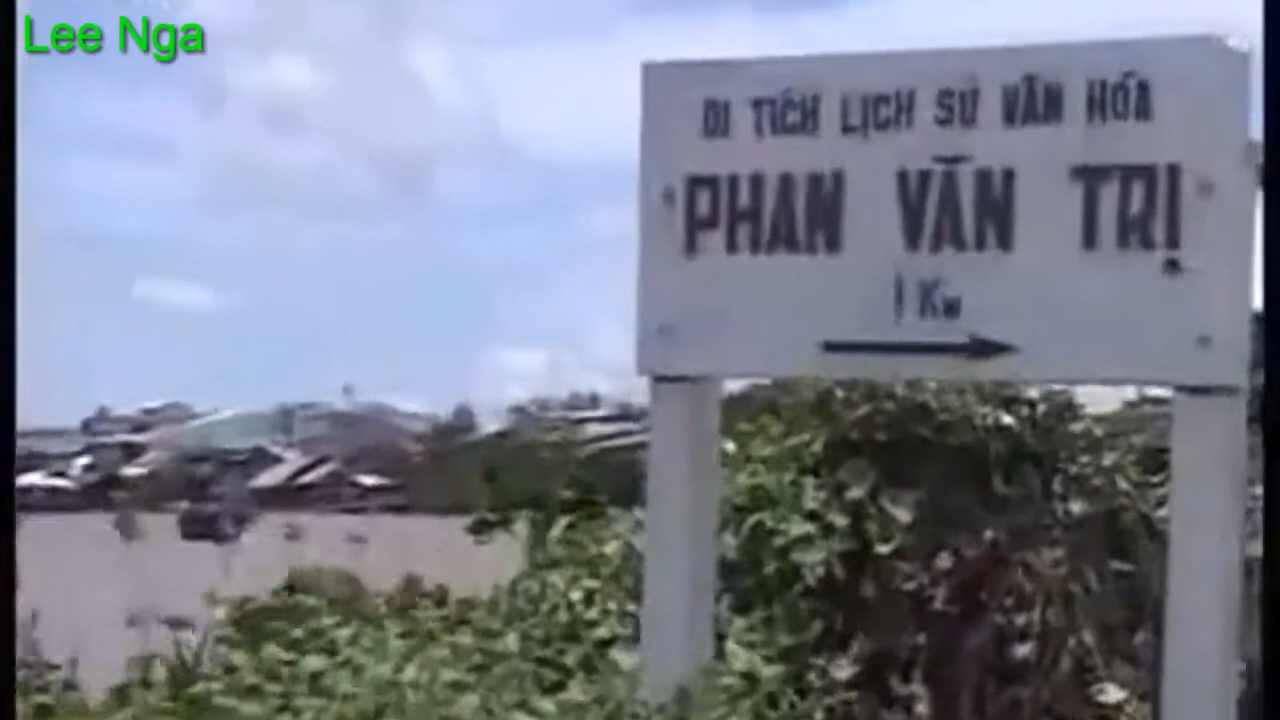 Lee Nga
DI TÍCH LỊCH SỬ VĂN HÓA
PHAN VĂN TRỊ
1 KM